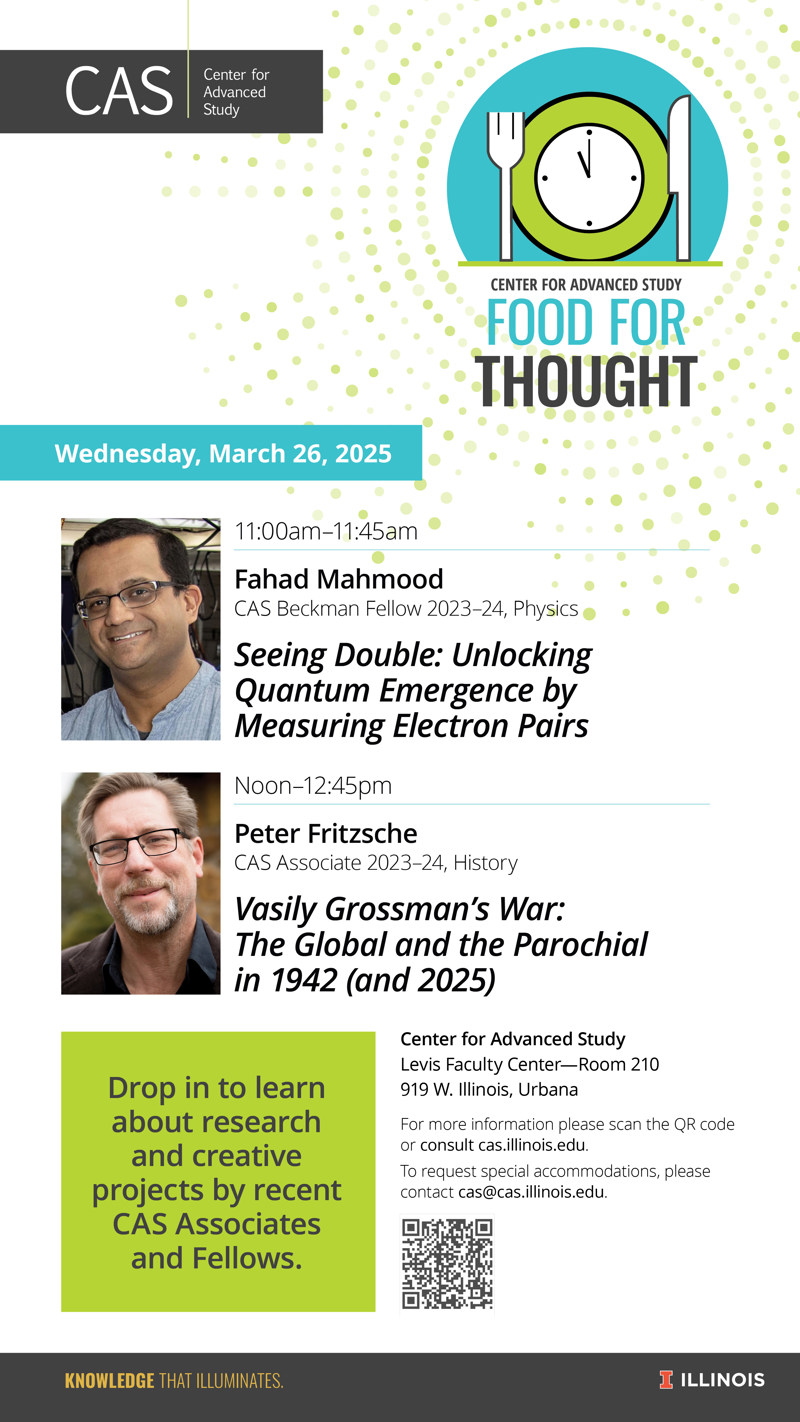 CAS
Center for
Advanced
Study
CENTER FOR ADVANCED STUDY
FOOD FOR
THOUGHT
Wednesday, March 26, 2025
11:00am–11:45am
Fahad Mahmood
CAS Beckman Fellow 2023–24, Physics
Seeing Double: Unlocking
Quantum Emergence by
Measuring Electron Pairs
Noon–12:45pm
Peter Fritzsche
CAS Associate 2023–24, History
Vasily Grossman’s War:
The Global and the Parochial
in 1942 (and 2025)
Drop in to learn
about research
and creative
projects by recent
CAS Associates
and Fellows.
Center for Advanced Study
Levis Faculty Center—Room 210
919 W. Illinois, Urbana
For more information please scan the QR code
or consult cas.illinois.edu.
To request special accommodations, please
contact cas@cas.illinois.edu.
KNOWLEDGE THAT ILLUMINATES.
I ILLINOIS